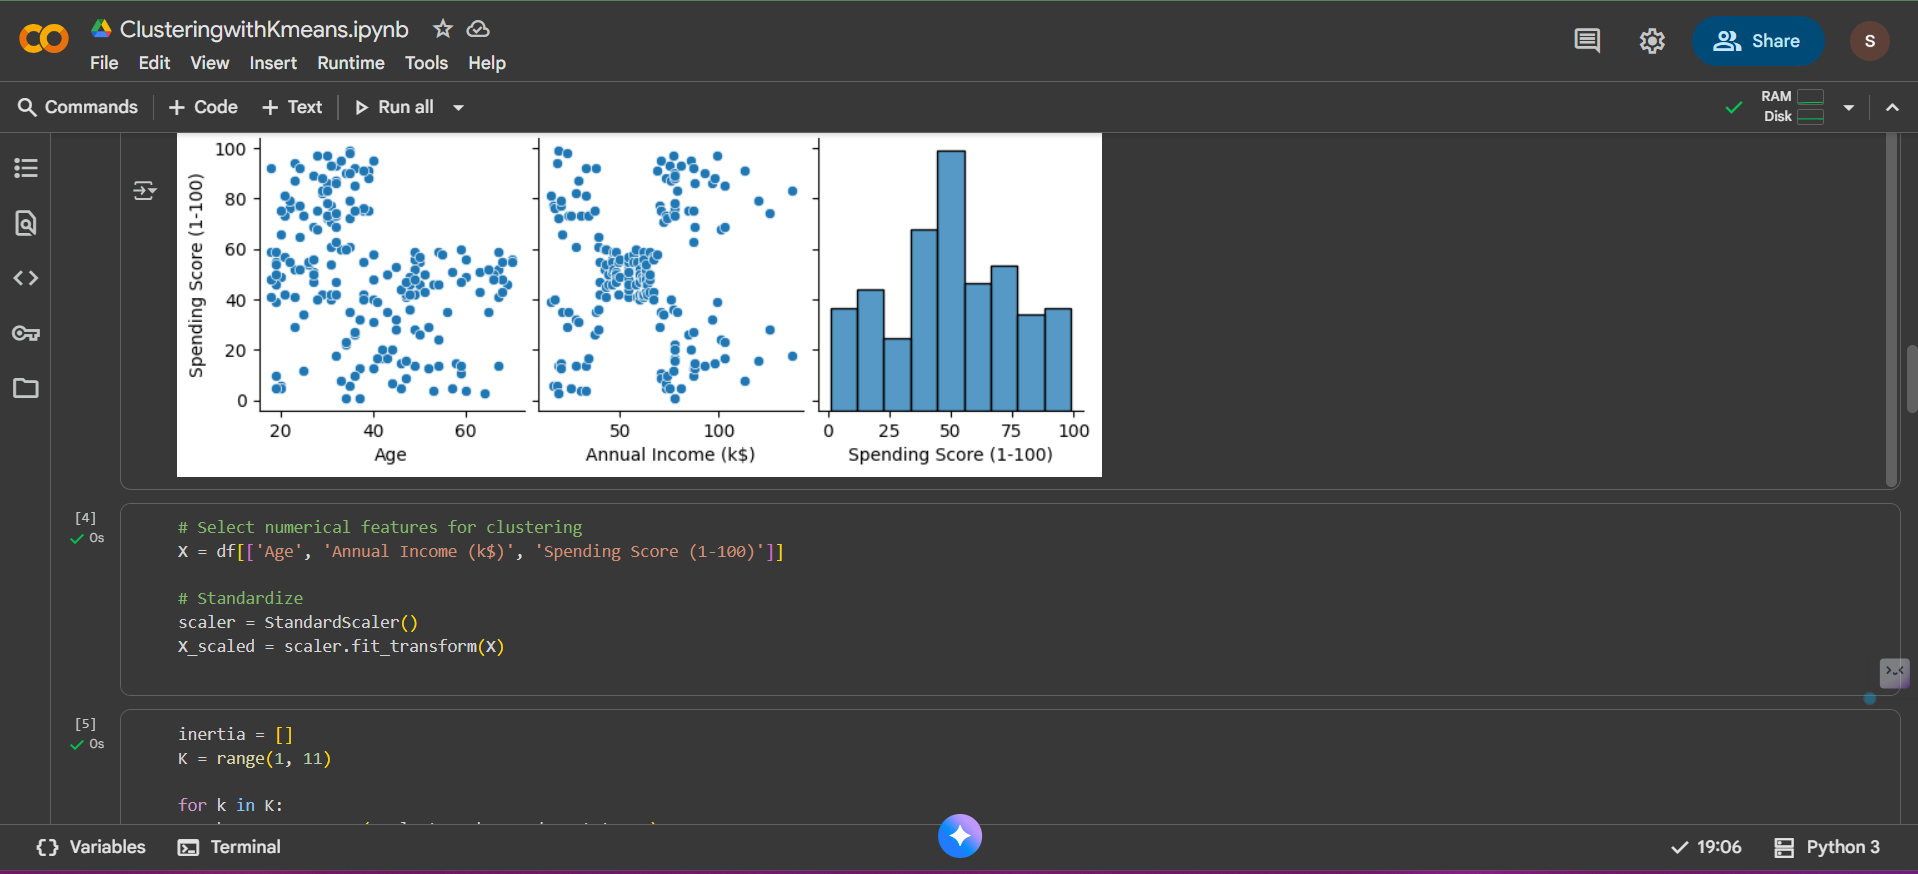 ClusteringwithKmeans.ipynb
File Edit View Insert Runtime Tools Help
Share
S
Commands + Code + Text Run all
RAM
Disk
100
80
60
40
20
0
Spending Score (1-100)
20 40 60
Age
50 100
Annual Income (k$)
0 25 50 75 100
Spending Score (1-100)
[4]
0s
# Select numerical features for clustering
X = df[['Age', 'Annual Income (k$)', 'Spending Score (1-100)']]
# Standardize
scaler = StandardScaler()
X_scaled = scaler.fit_transform(X)
[5]
0s
inertia = []
K = range(1, 11)
for k in K:
{} Variables Terminal
19:06 Python 3